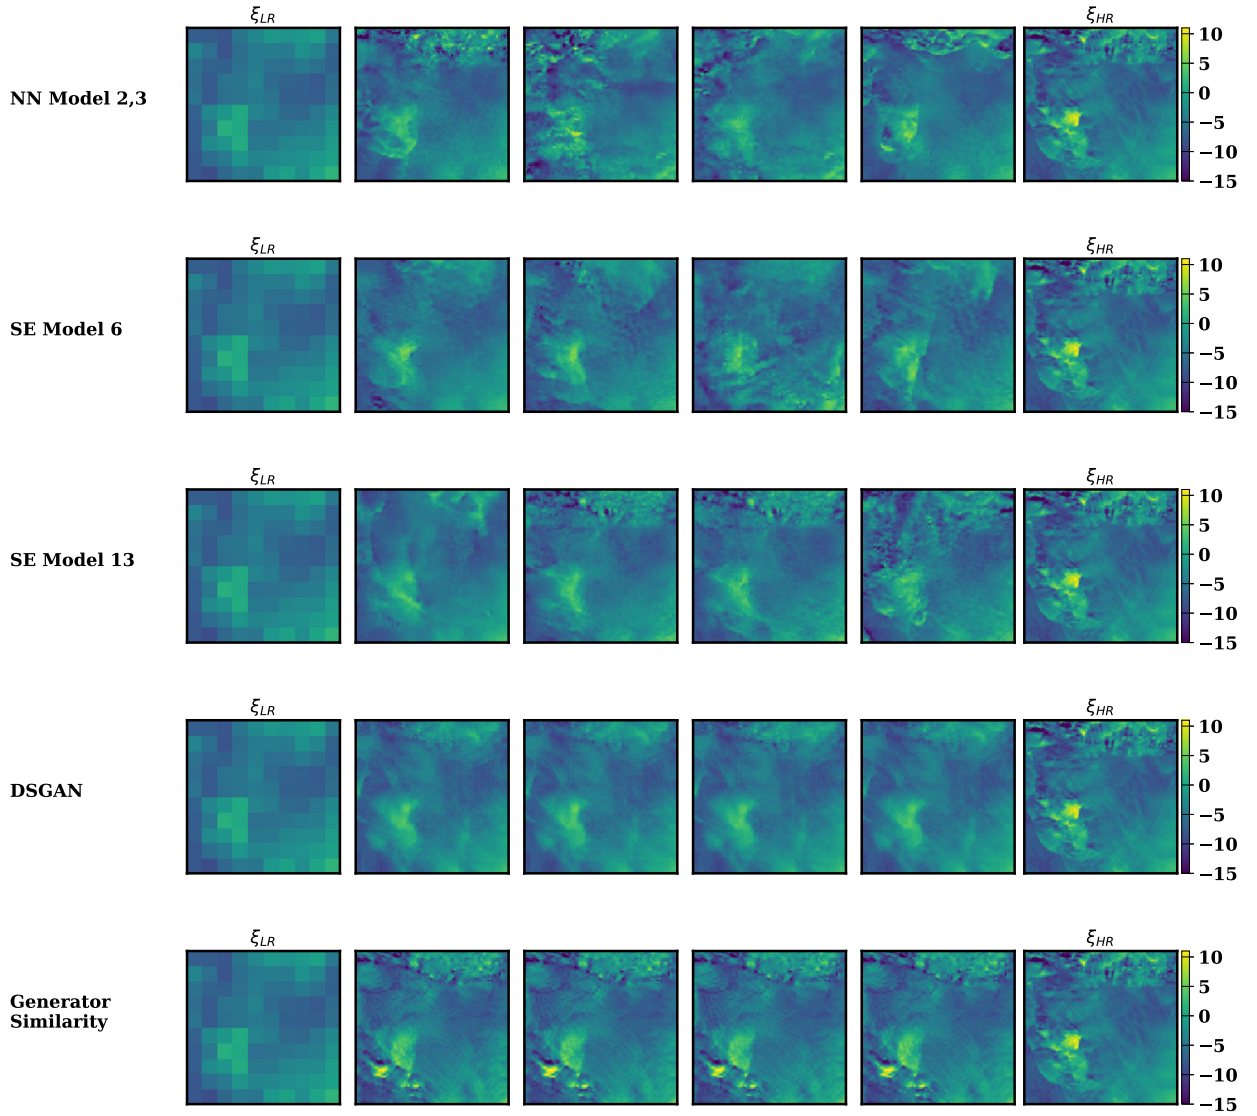 ξLR ξHR
NN Model 2,3
10
5
0
−5
−10
−15
ξLR ξHR
SE Model 6
10
5
0
−5
−10
−15
ξLR ξHR
SE Model 13
10
5
0
−5
−10
−15
ξLR ξHR
DSGAN
10
5
0
−5
−10
−15
ξLR ξHR
Generator
Similarity
10
5
0
−5
−10
−15